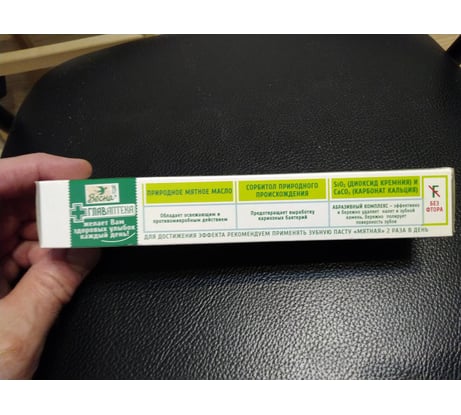 Весна
ГЛАВАПТЕКА
желает Вам
здоровых улыбок
каждый день!
ПРИРОДНОЕ МЯТНОЕ МАСЛО
Обладает освежающим и
противомикробным действием
СОРБИТОЛ ПРИРОДНОГО
ПРОИСХОЖДЕНИЯ
Предотвращает выработку
кариозных бактерий
SiO₂ (ДИОКСИД КРЕМНИЯ) И
CaCO₃ (КАРБОНАТ КАЛЬЦИЯ)
АБРАЗИВНЫЙ КОМПЛЕКС – эффективно
и бережно удаляет налет и зубной
камень, бережно полирует
поверхность зубов
F
БЕЗ
ФТОРА
ДЛЯ ДОСТИЖЕНИЯ ЭФФЕКТА РЕКОМЕНДУЕМ ПРИМЕНЯТЬ ЗУБНУЮ ПАСТУ «МЯТНАЯ» 2 РАЗА В ДЕНЬ